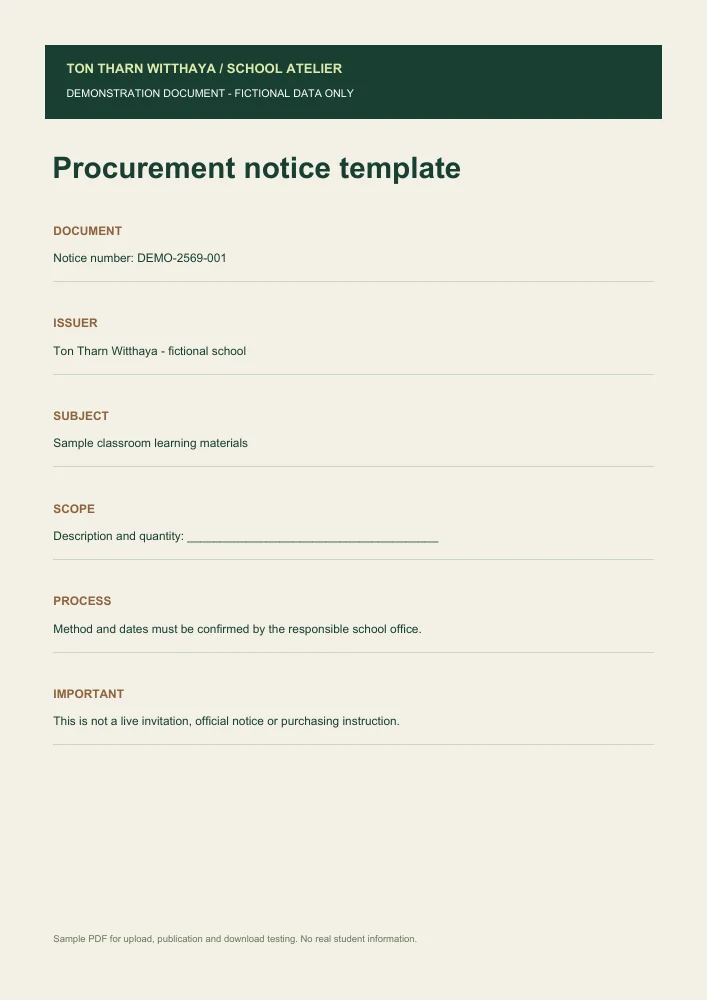 TON THARN WITTHAYA / SCHOOL ATELIER
DEMONSTRATION DOCUMENT - FICTIONAL DATA ONLY
Procurement notice template
DOCUMENT
Notice number: DEMO-2569-001
ISSUER
Ton Tharn Witthaya - fictional school
SUBJECT
Sample classroom learning materials
SCOPE
Description and quantity: ______________________________________
PROCESS
Method and dates must be confirmed by the responsible school office.
IMPORTANT
This is not a live invitation, official notice or purchasing instruction.
Sample PDF for upload, publication and download testing. No real student information.